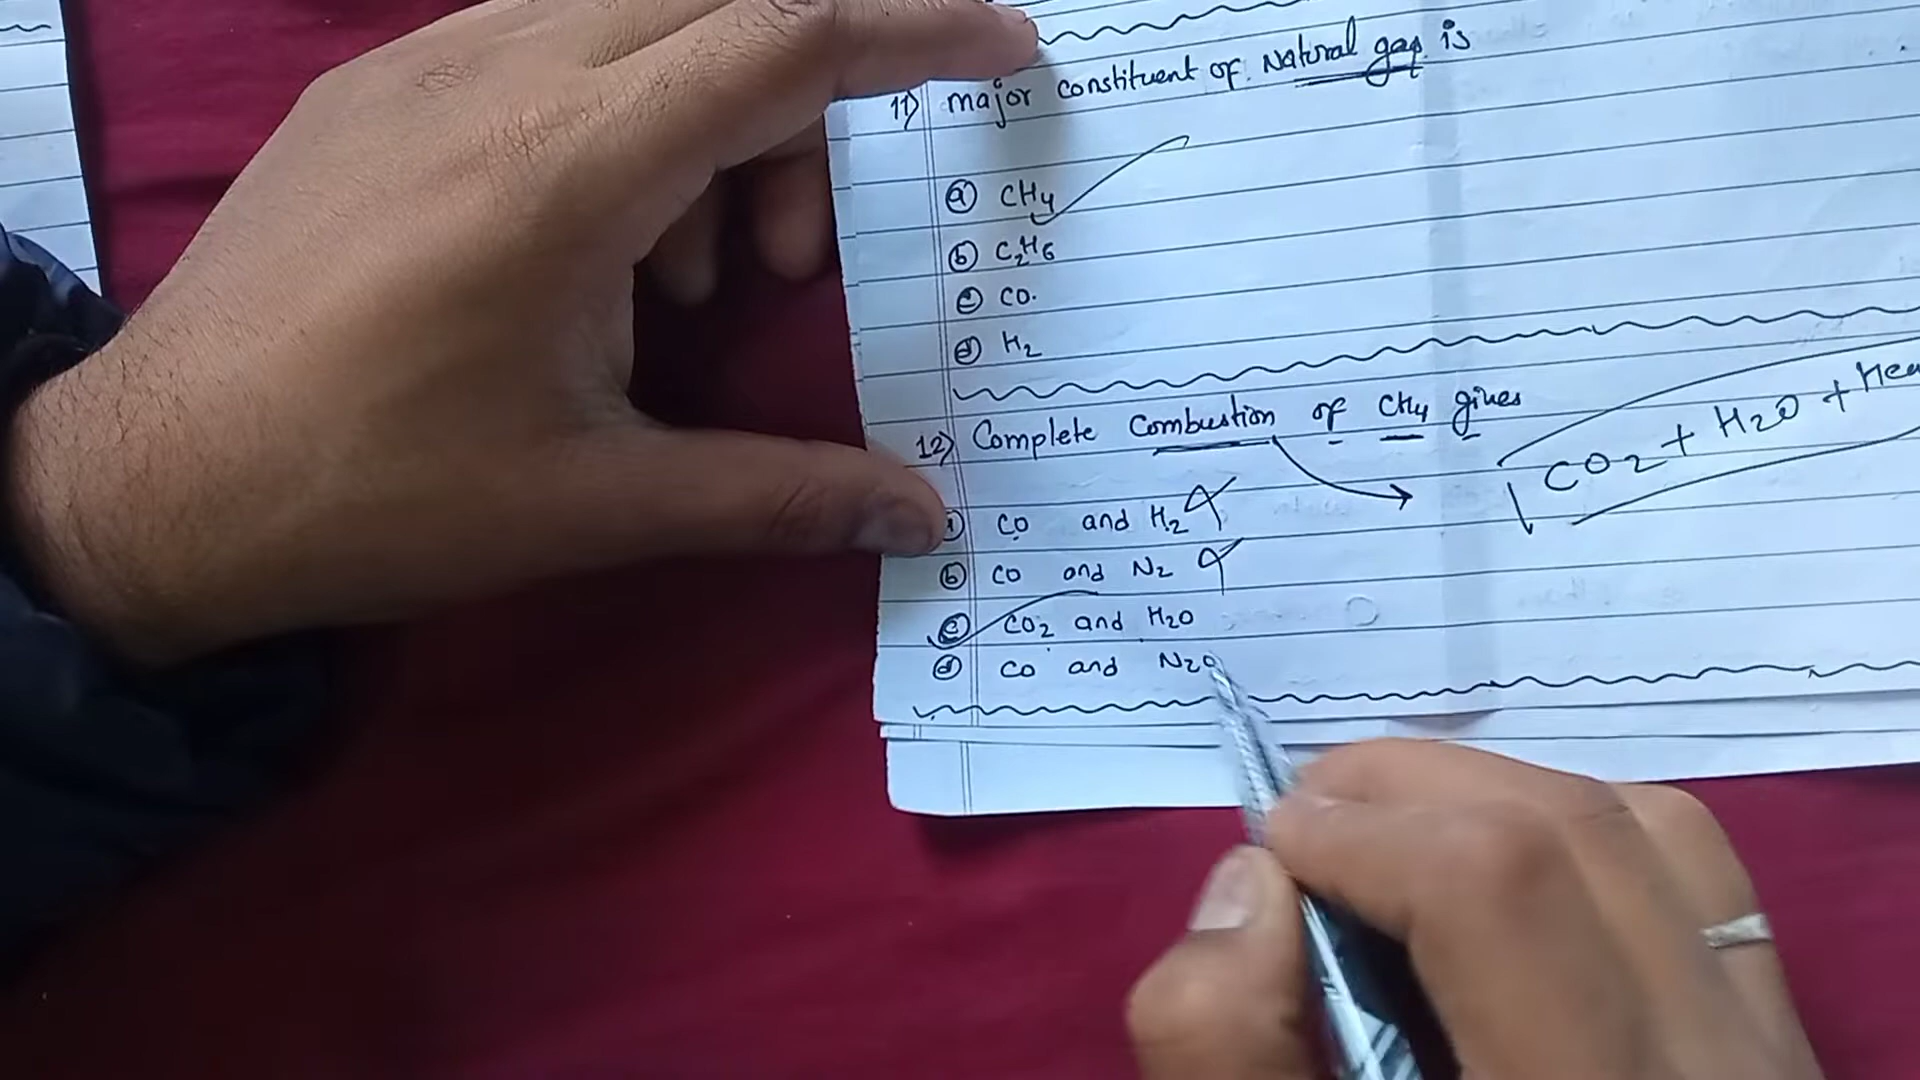 11) major constituent of Natural gas is
a CH4
b C2H6
c CO.
d H2
12) Complete Combustion of CH4 gives
CO2 + H2O + Hea
a) CO and H2
b CO and N2
c CO2 and H2O
d CO and N2O